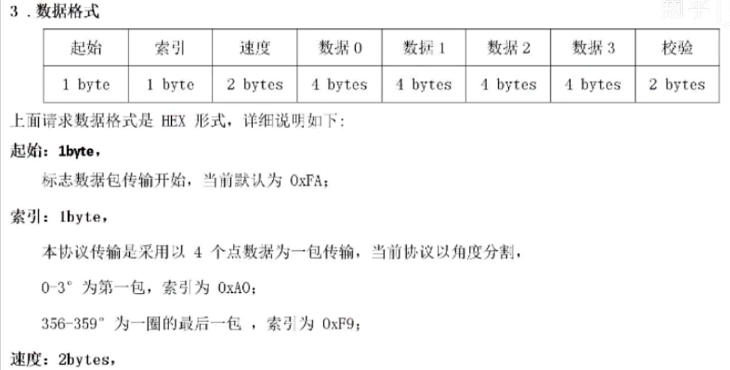 知乎
3 .数据格式
起始 索引 速度 数据 0 数据 1 数据 2 数据 3 校验
1 byte 1 byte 2 bytes 4 bytes 4 bytes 4 bytes 4 bytes 2 bytes
上面请求数据格式是 HEX 形式，详细说明如下:
起始: 1byte，
标志数据包传输开始，当前默认为 0xFA;
索引: 1byte，
本协议传输是采用以 4 个点数据为一包传输，当前协议以角度分割，
0-3° 为第一包，索引为 0xA0;
356-359° 为一圈的最后一包 ，索引为 0xF9;
速度: 2bytes，